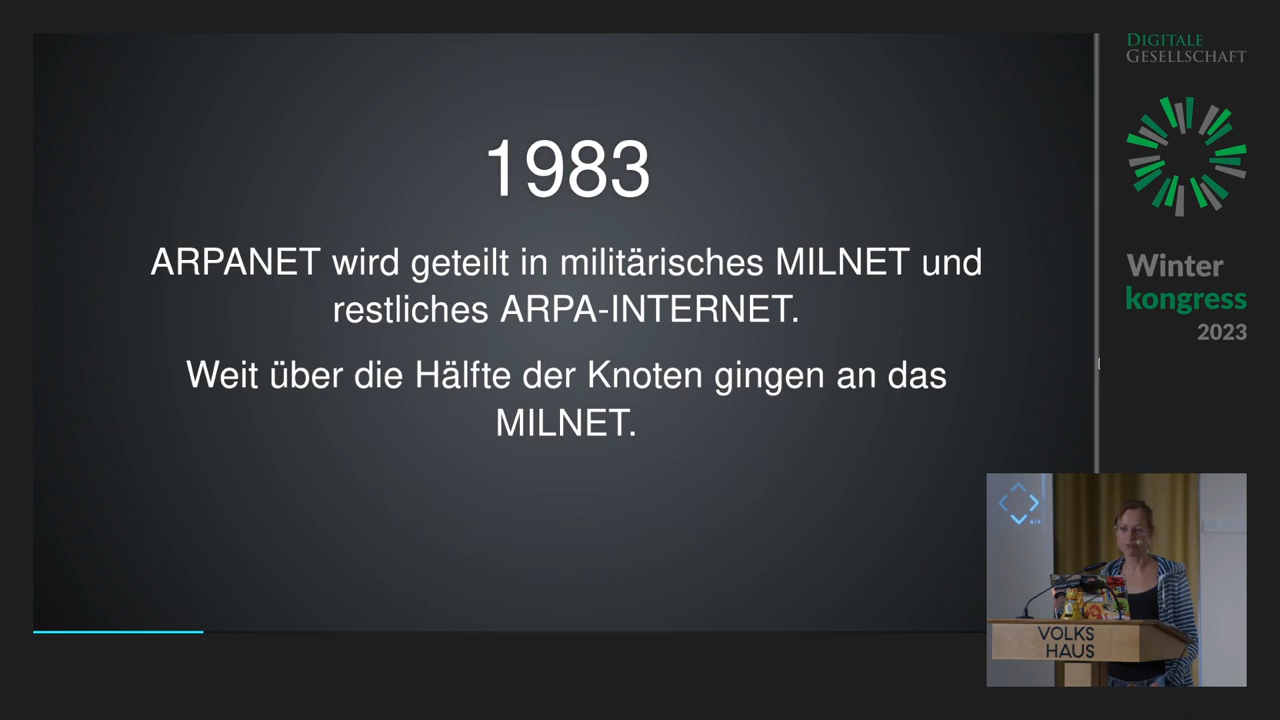 DIGITALE
GESELLSCHAFT
1983
ARPANET wird geteilt in militärisches MILNET und
restliches ARPA-INTERNET.
Weit über die Hälfte der Knoten gingen an das
MILNET.
Winter
kongress
2023
VOLKS
HAUS